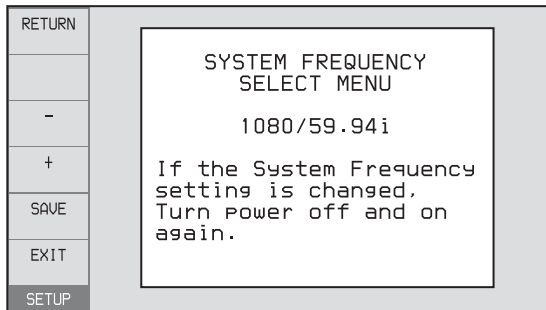 RETURN
-
+
SAVE
EXIT
SETUP
SYSTEM FREQUENCY
SELECT MENU
1080/59.94i
If the System Frequency
setting is changed,
Turn power off and on
again.